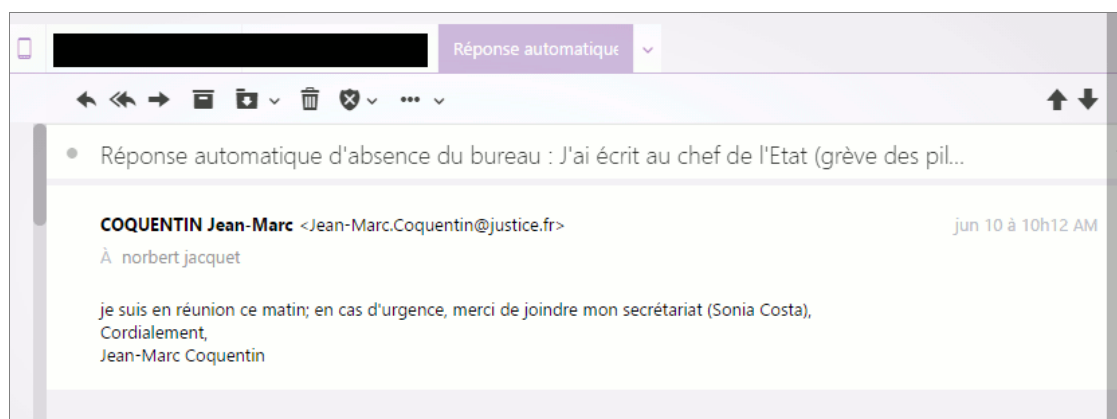 Réponse automatique
Réponse automatique d'absence du bureau : J'ai écrit au chef de l'Etat (grève des pil...
COQUENTIN Jean-Marc <Jean-Marc.Coquentin@justice.fr> jun 10 à 10h12 AM
À norbert jacquet
je suis en réunion ce matin; en cas d'urgence, merci de joindre mon secrétariat (Sonia Costa),
Cordialement,
Jean-Marc Coquentin